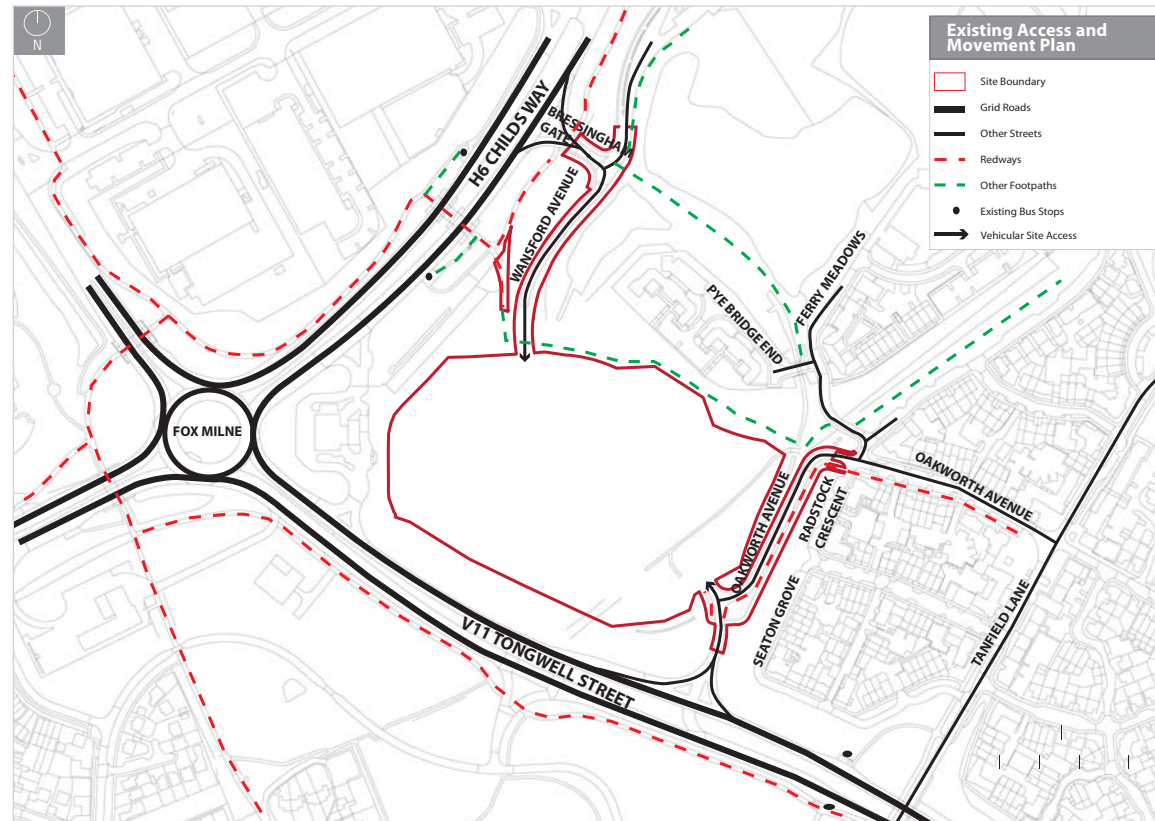 N
Existing Access and
Movement Plan
Site Boundary
Grid Roads
Other Streets
Redways
Other Footpaths
Existing Bus Stops
Vehicular Site Access
H6 CHILDS WAY
BRESSINGHAM
GATE
WANSFORD AVENUE
FERRY MEADOWS
PYE BRIDGE END
FOX MILNE
OAKWORTH AVENUE
RADSTOCK
CRESCENT
OAKWORTH AVENUE
SEATON GROVE
TANFIELD LANE
V11 TONGWELL STREET